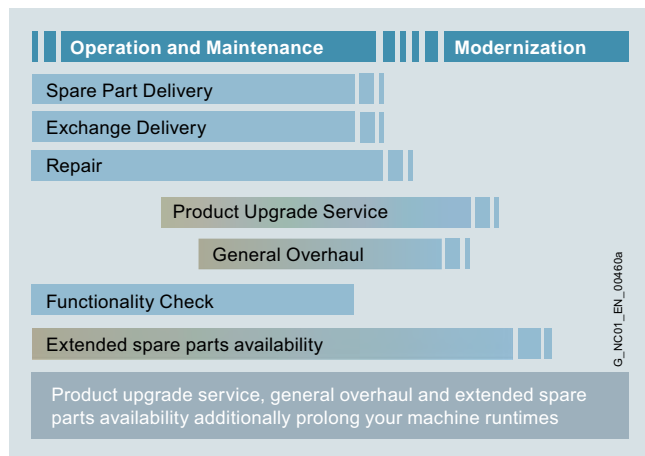 Operation and Maintenance
Modernization
Spare Part Delivery
Exchange Delivery
Repair
Product Upgrade Service
General Overhaul
Functionality Check
Extended spare parts availability
G_NC01_EN_00460a
Product upgrade service, general overhaul and extended spare
parts availability additionally prolong your machine runtimes